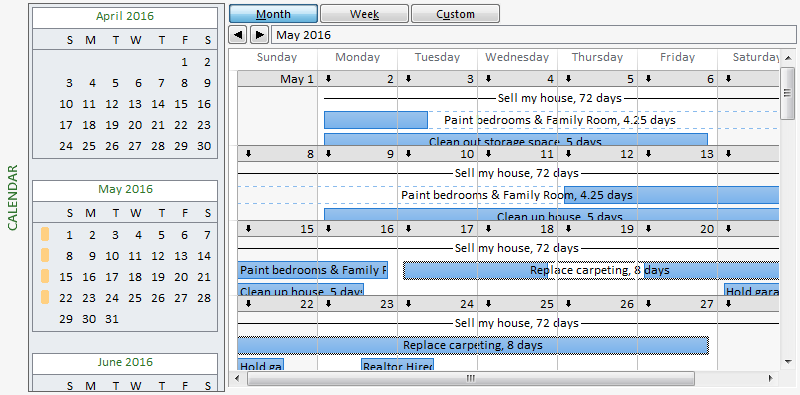 CALENDAR
April 2016
S M T W T F S
1 2
3 4 5 6 7 8 9
10 11 12 13 14 15 16
17 18 19 20 21 22 23
24 25 26 27 28 29 30
May 2016
S M T W T F S
1 2 3 4 5 6 7
8 9 10 11 12 13 14
15 16 17 18 19 20 21
22 23 24 25 26 27 28
29 30 31
June 2016
S M T W T F S
Month Week Custom
May 2016
Sunday Monday Tuesday Wednesday Thursday Friday Saturday
May 1 2 3 4 5 6
Sell my house, 72 days
Paint bedrooms & Family Room, 4.25 days
Clean out storage space, 5 days
8 9 10 11 12 13
Sell my house, 72 days
Paint bedrooms & Family Room, 4.25 days
Clean up house, 5 days
15 16 17 18 19 20
Sell my house, 72 days
Paint bedrooms & Family R Replace carpeting, 8 days
Clean up house, 5 days Hold gara
22 23 24 25 26 27
Sell my house, 72 days
Replace carpeting, 8 days
Hold ga Realtor Hired